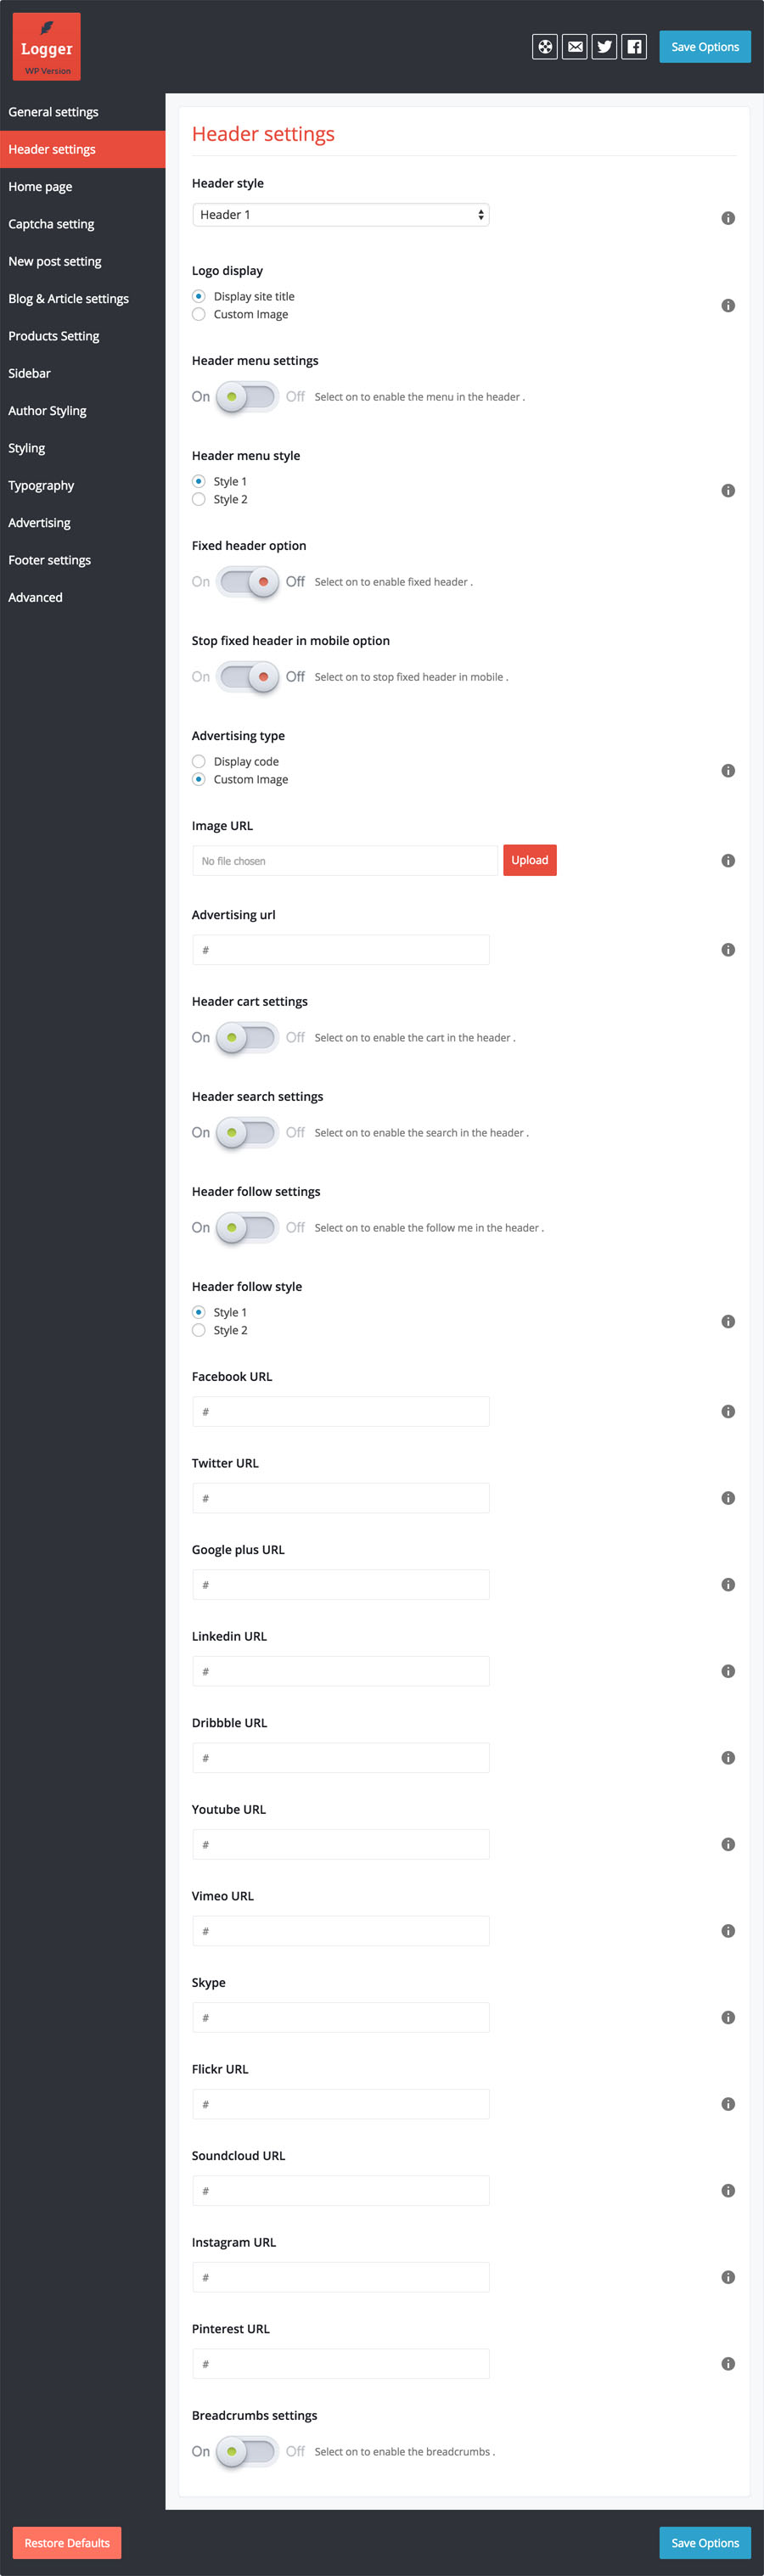 Logger
WP Version
Save Options
General settings
Header settings
Home page
Captcha setting
New post setting
Blog & Article settings
Products Setting
Sidebar
Author Styling
Styling
Typography
Advertising
Footer settings
Advanced
Header settings
Header style
Header 1
Logo display
Display site title
Custom Image
Header menu settings
On Off Select on to enable the menu in the header .
Header menu style
Style 1
Style 2
Fixed header option
On Off Select on to enable fixed header .
Stop fixed header in mobile option
On Off Select on to stop fixed header in mobile .
Advertising type
Display code
Custom Image
Image URL
No file chosen Upload
Advertising url
#
Header cart settings
On Off Select on to enable the cart in the header .
Header search settings
On Off Select on to enable the search in the header .
Header follow settings
On Off Select on to enable the follow me in the header .
Header follow style
Style 1
Style 2
Facebook URL
#
Twitter URL
#
Google plus URL
#
Linkedin URL
#
Dribbble URL
#
Youtube URL
#
Vimeo URL
#
Skype
#
Flickr URL
#
Soundcloud URL
#
Instagram URL
#
Pinterest URL
#
Breadcrumbs settings
On Off Select on to enable the breadcrumbs .
Restore Defaults Save Options